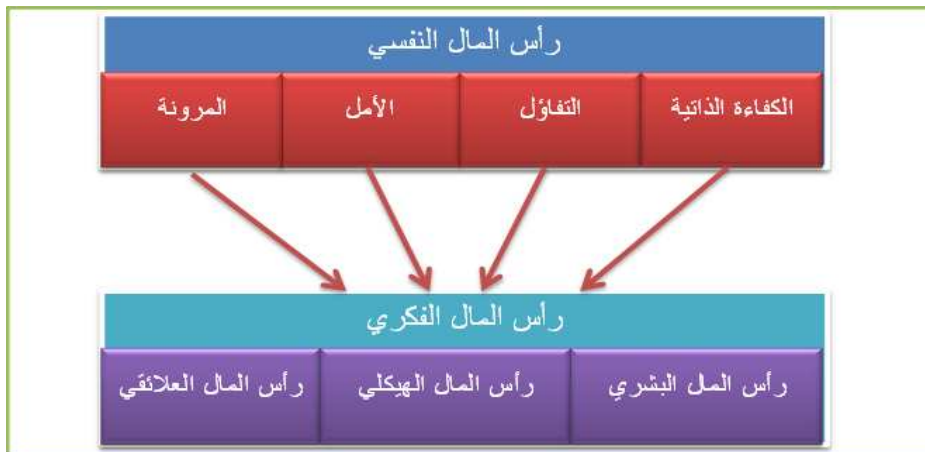 رأس المال النفسي
الكفاءة الذاتية
التفاؤل
الأمل
المرونة
رأس المال الفكري
رأس المال البشري
رأس المال الهيكلي
رأس المال العلائقي